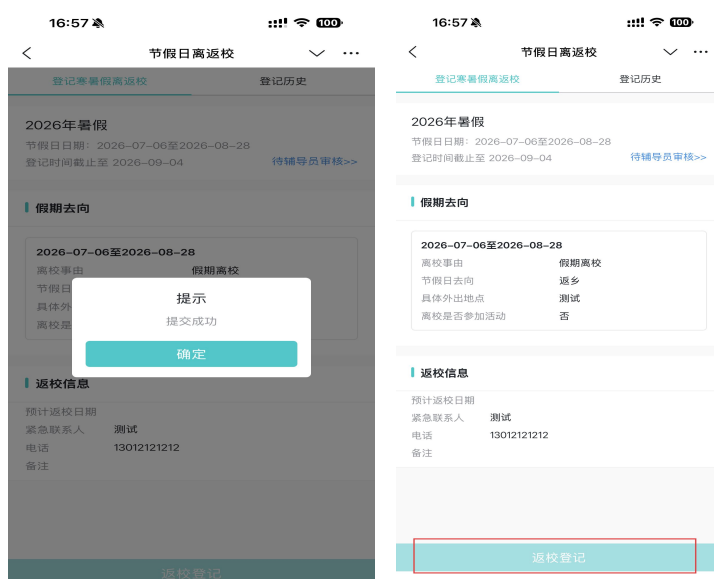 16:57
100
节假日离返校
登记寒暑假离返校
登记历史
2026年暑假
节假日日期：2026-07-06至2026-08-28
登记时间截止至 2026-09-04
待辅导员审核>>
假期去向
2026-07-06至2026-08-28
离校事由
假期离校
节假日
具体外
离校是
提示
提交成功
确定
返校信息
预计返校日期
紧急联系人
测试
电话
13012121212
备注
返校登记
16:57
100
节假日离返校
登记寒暑假离返校
登记历史
2026年暑假
节假日日期：2026-07-06至2026-08-28
登记时间截止至 2026-09-04
待辅导员审核>>
假期去向
2026-07-06至2026-08-28
离校事由
假期离校
节假日去向
返乡
具体外出地点
测试
离校是否参加活动
否
返校信息
预计返校日期
紧急联系人
测试
电话
13012121212
备注
返校登记